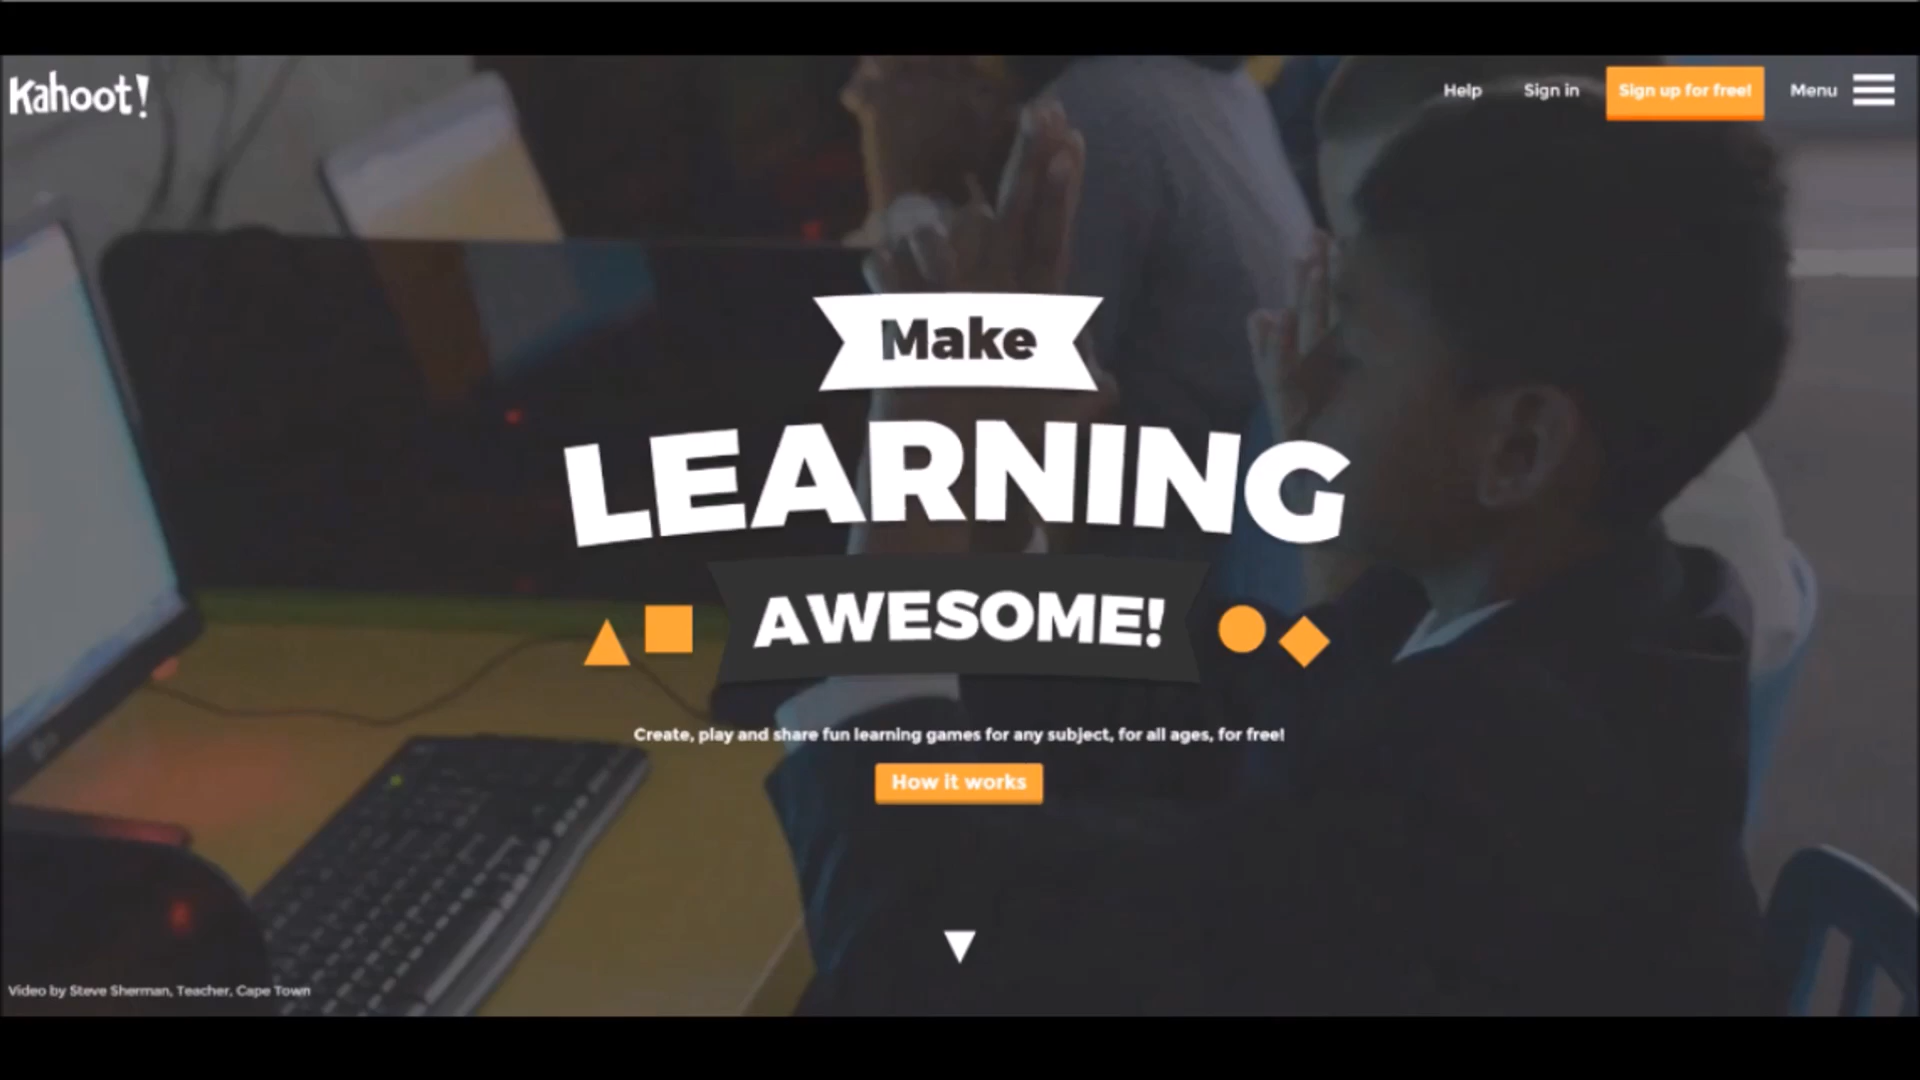 Kahoot!
Help
Sign in
Sign up for free!
Menu
Make
LEARNING
AWESOME!
Create, play and share fun learning games for any subject, for all ages, for free!
How it works
Video by Steve Sherman, Teacher, Cape Town